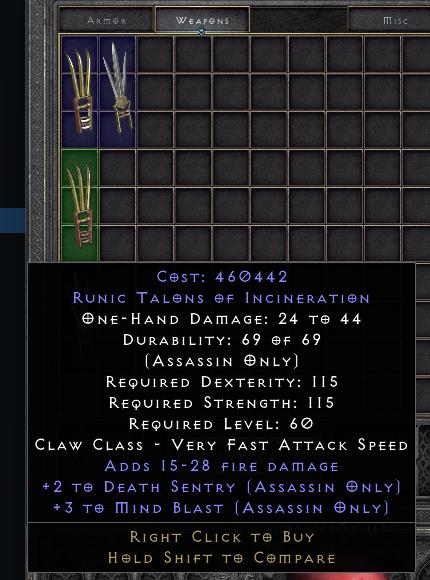 Armor
Weapons
Misc
Cost: 460442
Runic Talons of Incineration
One-Hand Damage: 24 to 44
Durability: 69 of 69
(Assassin Only)
Required Dexterity: 115
Required Strength: 115
Required Level: 60
Claw Class - Very Fast Attack Speed
Adds 15-28 fire damage
+2 to Death Sentry (Assassin Only)
+3 to Mind Blast (Assassin Only)
Right Click to Buy
Hold Shift to Compare